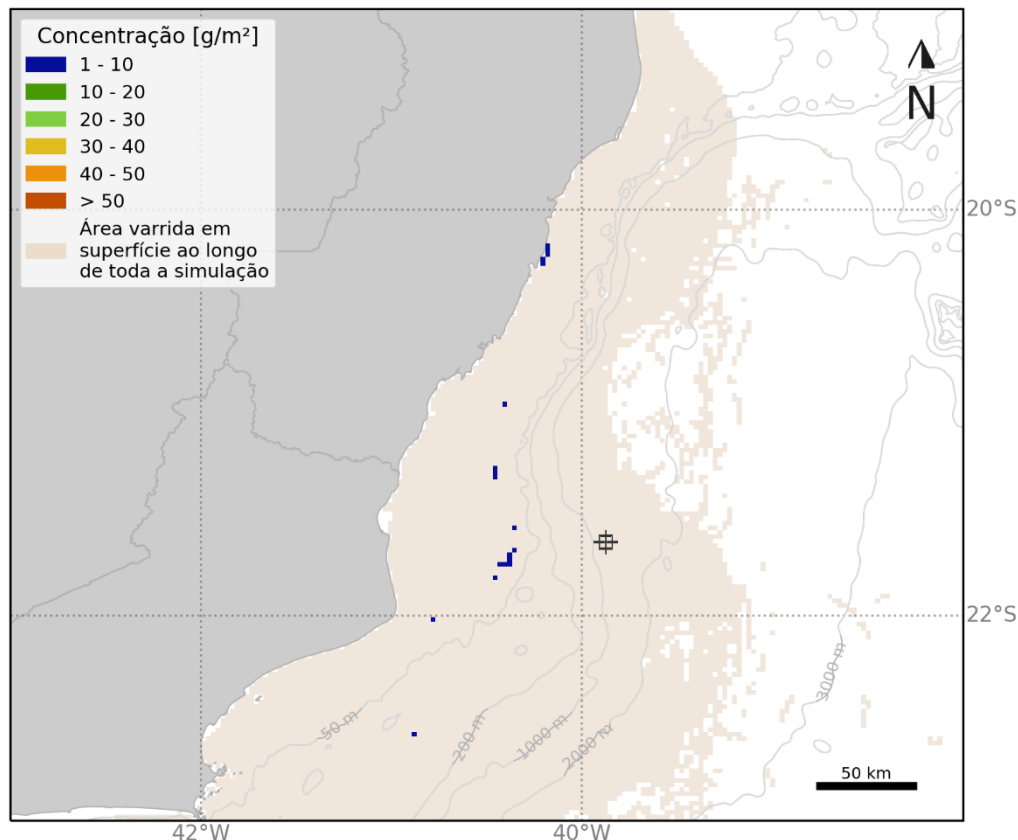 Concentração [g/m²]
1 - 10
10 - 20
20 - 30
30 - 40
40 - 50
> 50
Área varrida em
superfície ao longo
de toda a simulação
N
20°S
22°S
3000 m
50 m
200 m
1000 m
2000 m
50 km
42°W
40°W